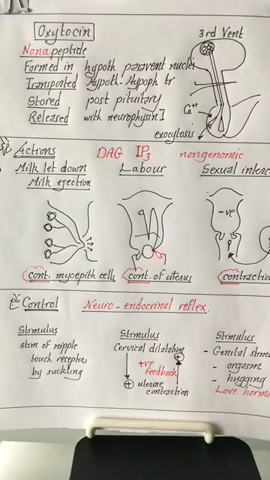 Oxytocin
3rd Vent
Nonapeptide
Formed in hypoth paravent nucleu
Transported Hypoth-Hypoph tr
Stored post pituitary
Released with neurophysin I
Ca++
exocytosis
Actions DAG IP3 nongenomic
Milk let down
Milk ejection
Labour
Sexual interc
-ve
cont. myoepith cells
cont. of uterus
contraction
Control Neuro-endocrinal reflex.
Stimulus
stim of nipple
touch receptor
by suckling
Stimulus
Cervical dilatation
+
+ve
feedback
+ uterine
contraction
Stimulus
- Genital stimu
- orgasm
- hugging
Love hormo